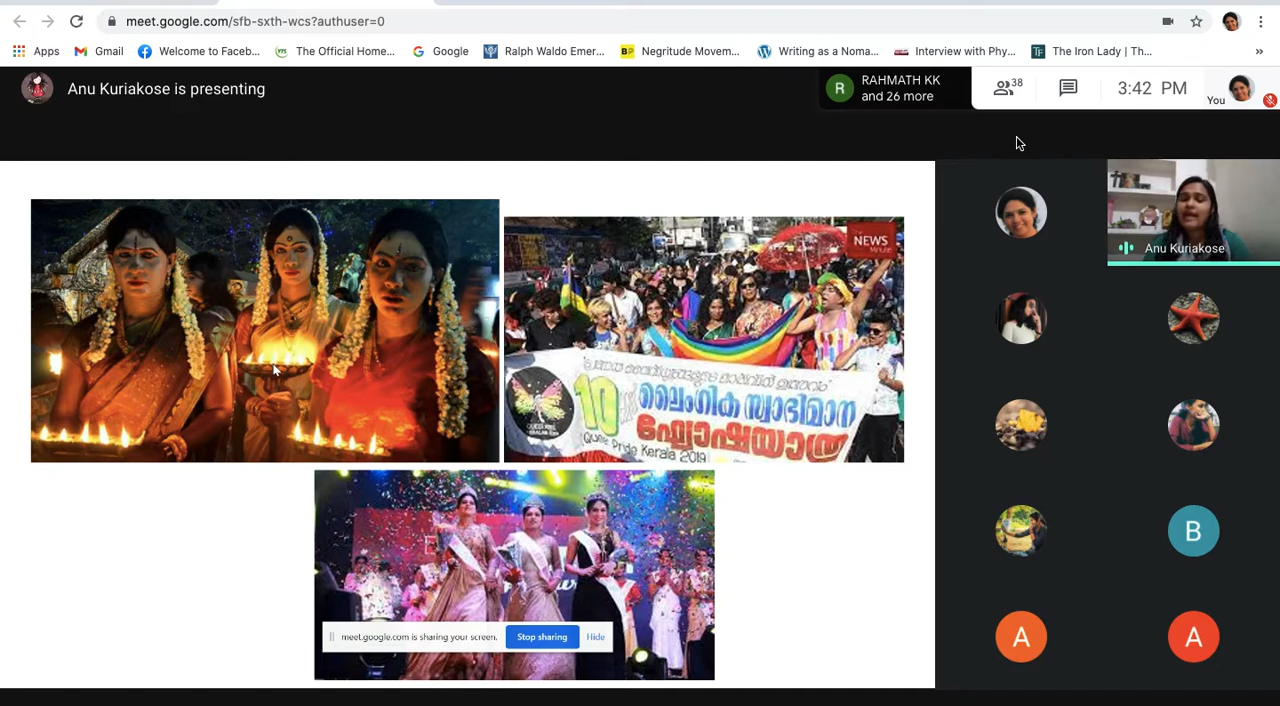 meet.google.com/sfb-sxth-wcs?authuser=0
Apps
Gmail
Welcome to Faceb...
The Official Home...
Google
Ralph Waldo Emer...
Negritude Movem...
Writing as a Noma...
Interview with Phy...
The Iron Lady | Th...
»
Anu Kuriakose is presenting
R
RAHMATH KK
and 26 more
38
3:42 PM
You
Anu Kuriakose
NEWS
10
ലൈംഗിക സ്വാഭിമാന
ഘോഷയാത്ര
Queer Pride Kerala 2019
meet.google.com is sharing your screen.
Stop sharing
Hide
B
A
A